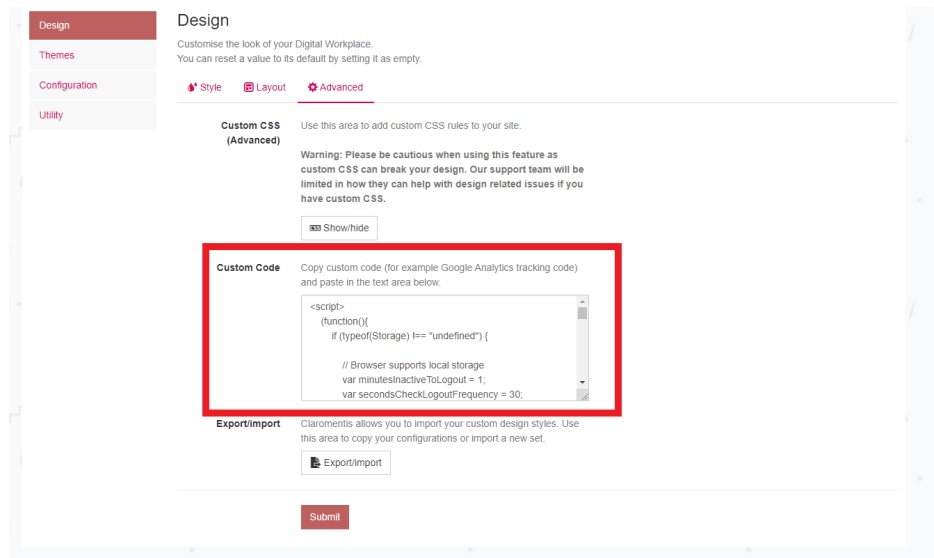 Design
Themes
Configuration
Utility
Design
Customise the look of your Digital Workplace.
You can reset a value to its default by setting it as empty.
Style Layout Advanced
Custom CSS
(Advanced)
Use this area to add custom CSS rules to your site.
Warning: Please be cautious when using this feature as
custom CSS can break your design. Our support team will be
limited in how they can help with design related issues if you
have custom CSS.
CSS Show/hide
Custom Code
Copy custom code (for example Google Analytics tracking code)
and paste in the text area below.
<script>
(function(){
if (typeof(Storage) !== "undefined") {
// Browser supports local storage
var minutesInactiveToLogout = 1;
var secondsCheckLogoutFrequency = 30;
Export/import
Claromentis allows you to import your custom design styles. Use
this area to copy your configurations or import a new set.
Export/import
Submit